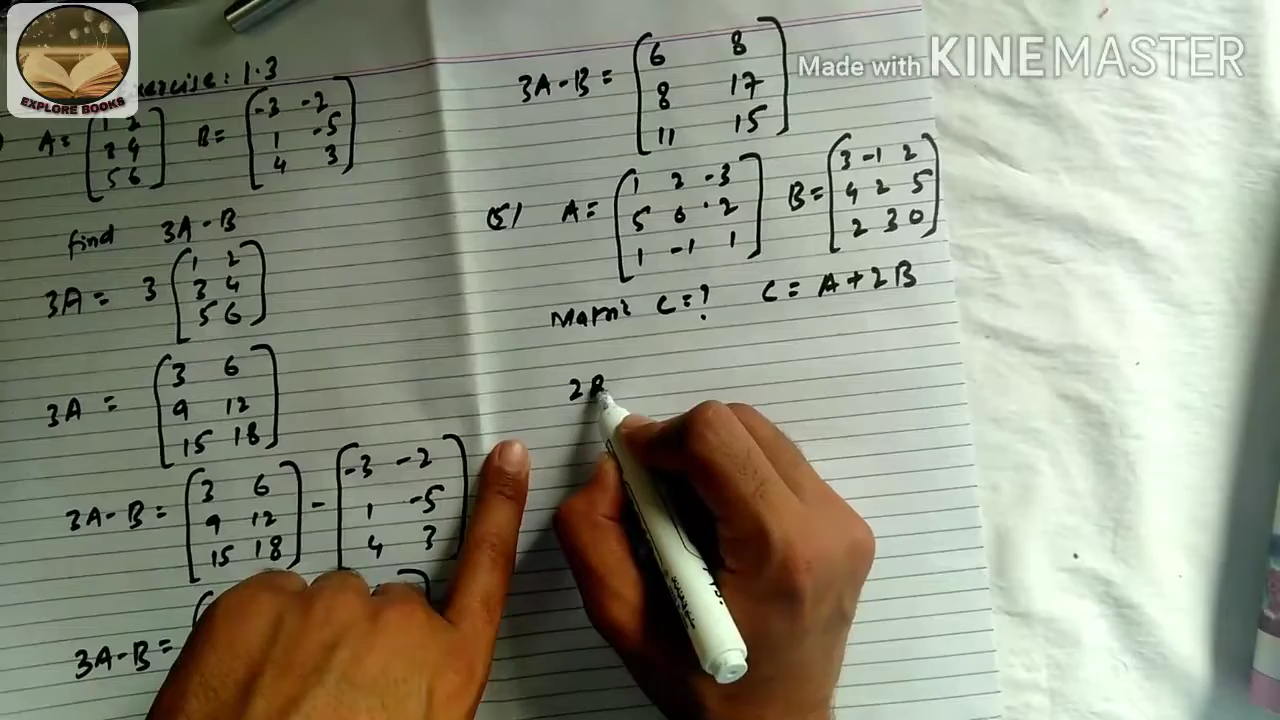 EXPLORE BOOKS
Made with KINEMASTER
Exercise: 1.3
A= [1 2
3 4
5 6]
B= [-3 -2
1 -5
4 3]
find 3A-B
3A= 3 [1 2
3 4
5 6]
3A = [3 6
9 12
15 18]
3A-B= [3 6
9 12
15 18] - [-3 -2
1 -5
4 3]
3A-B=
3A-B= [6 8
8 17
11 15]
(5) A= [1 2 -3
5 0 2
1 -1 1]
B= [3 -1 2
4 2 5
2 3 0]
Matrix C=? C= A+2B
2B